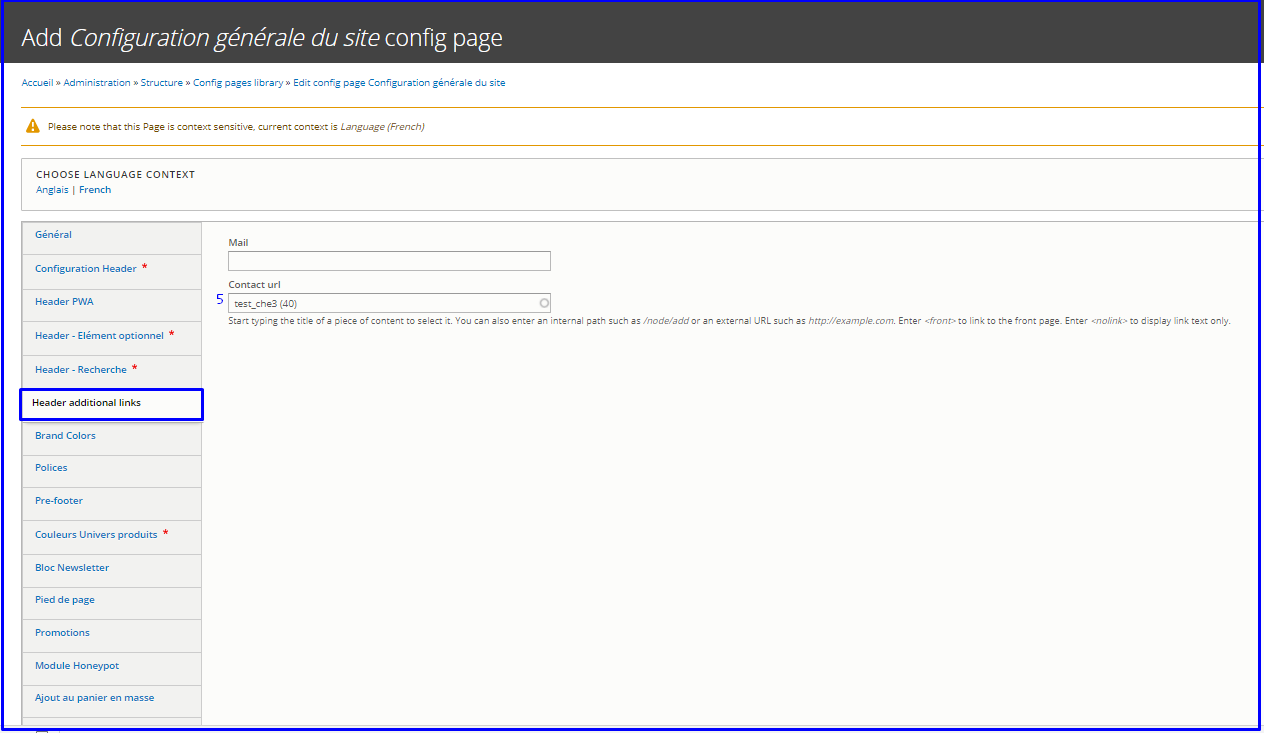 Add Configuration générale du site config page
Accueil » Administration » Structure » Config pages library » Edit config page Configuration générale du site
Please note that this Page is context sensitive, current context is Language (French)
CHOOSE LANGUAGE CONTEXT
Anglais | French
Général
Configuration Header *
Header PWA
Header - Elément optionnel *
Header - Recherche *
Header additional links
Brand Colors
Polices
Pre-footer
Couleurs Univers produits *
Bloc Newsletter
Pied de page
Promotions
Module Honeypot
Ajout au panier en masse
Mail
Contact url
5
test_che3 (40)
Start typing the title of a piece of content to select it. You can also enter an internal path such as /node/add or an external URL such as http://example.com. Enter <front> to link to the front page. Enter <nolink> to display link text only.